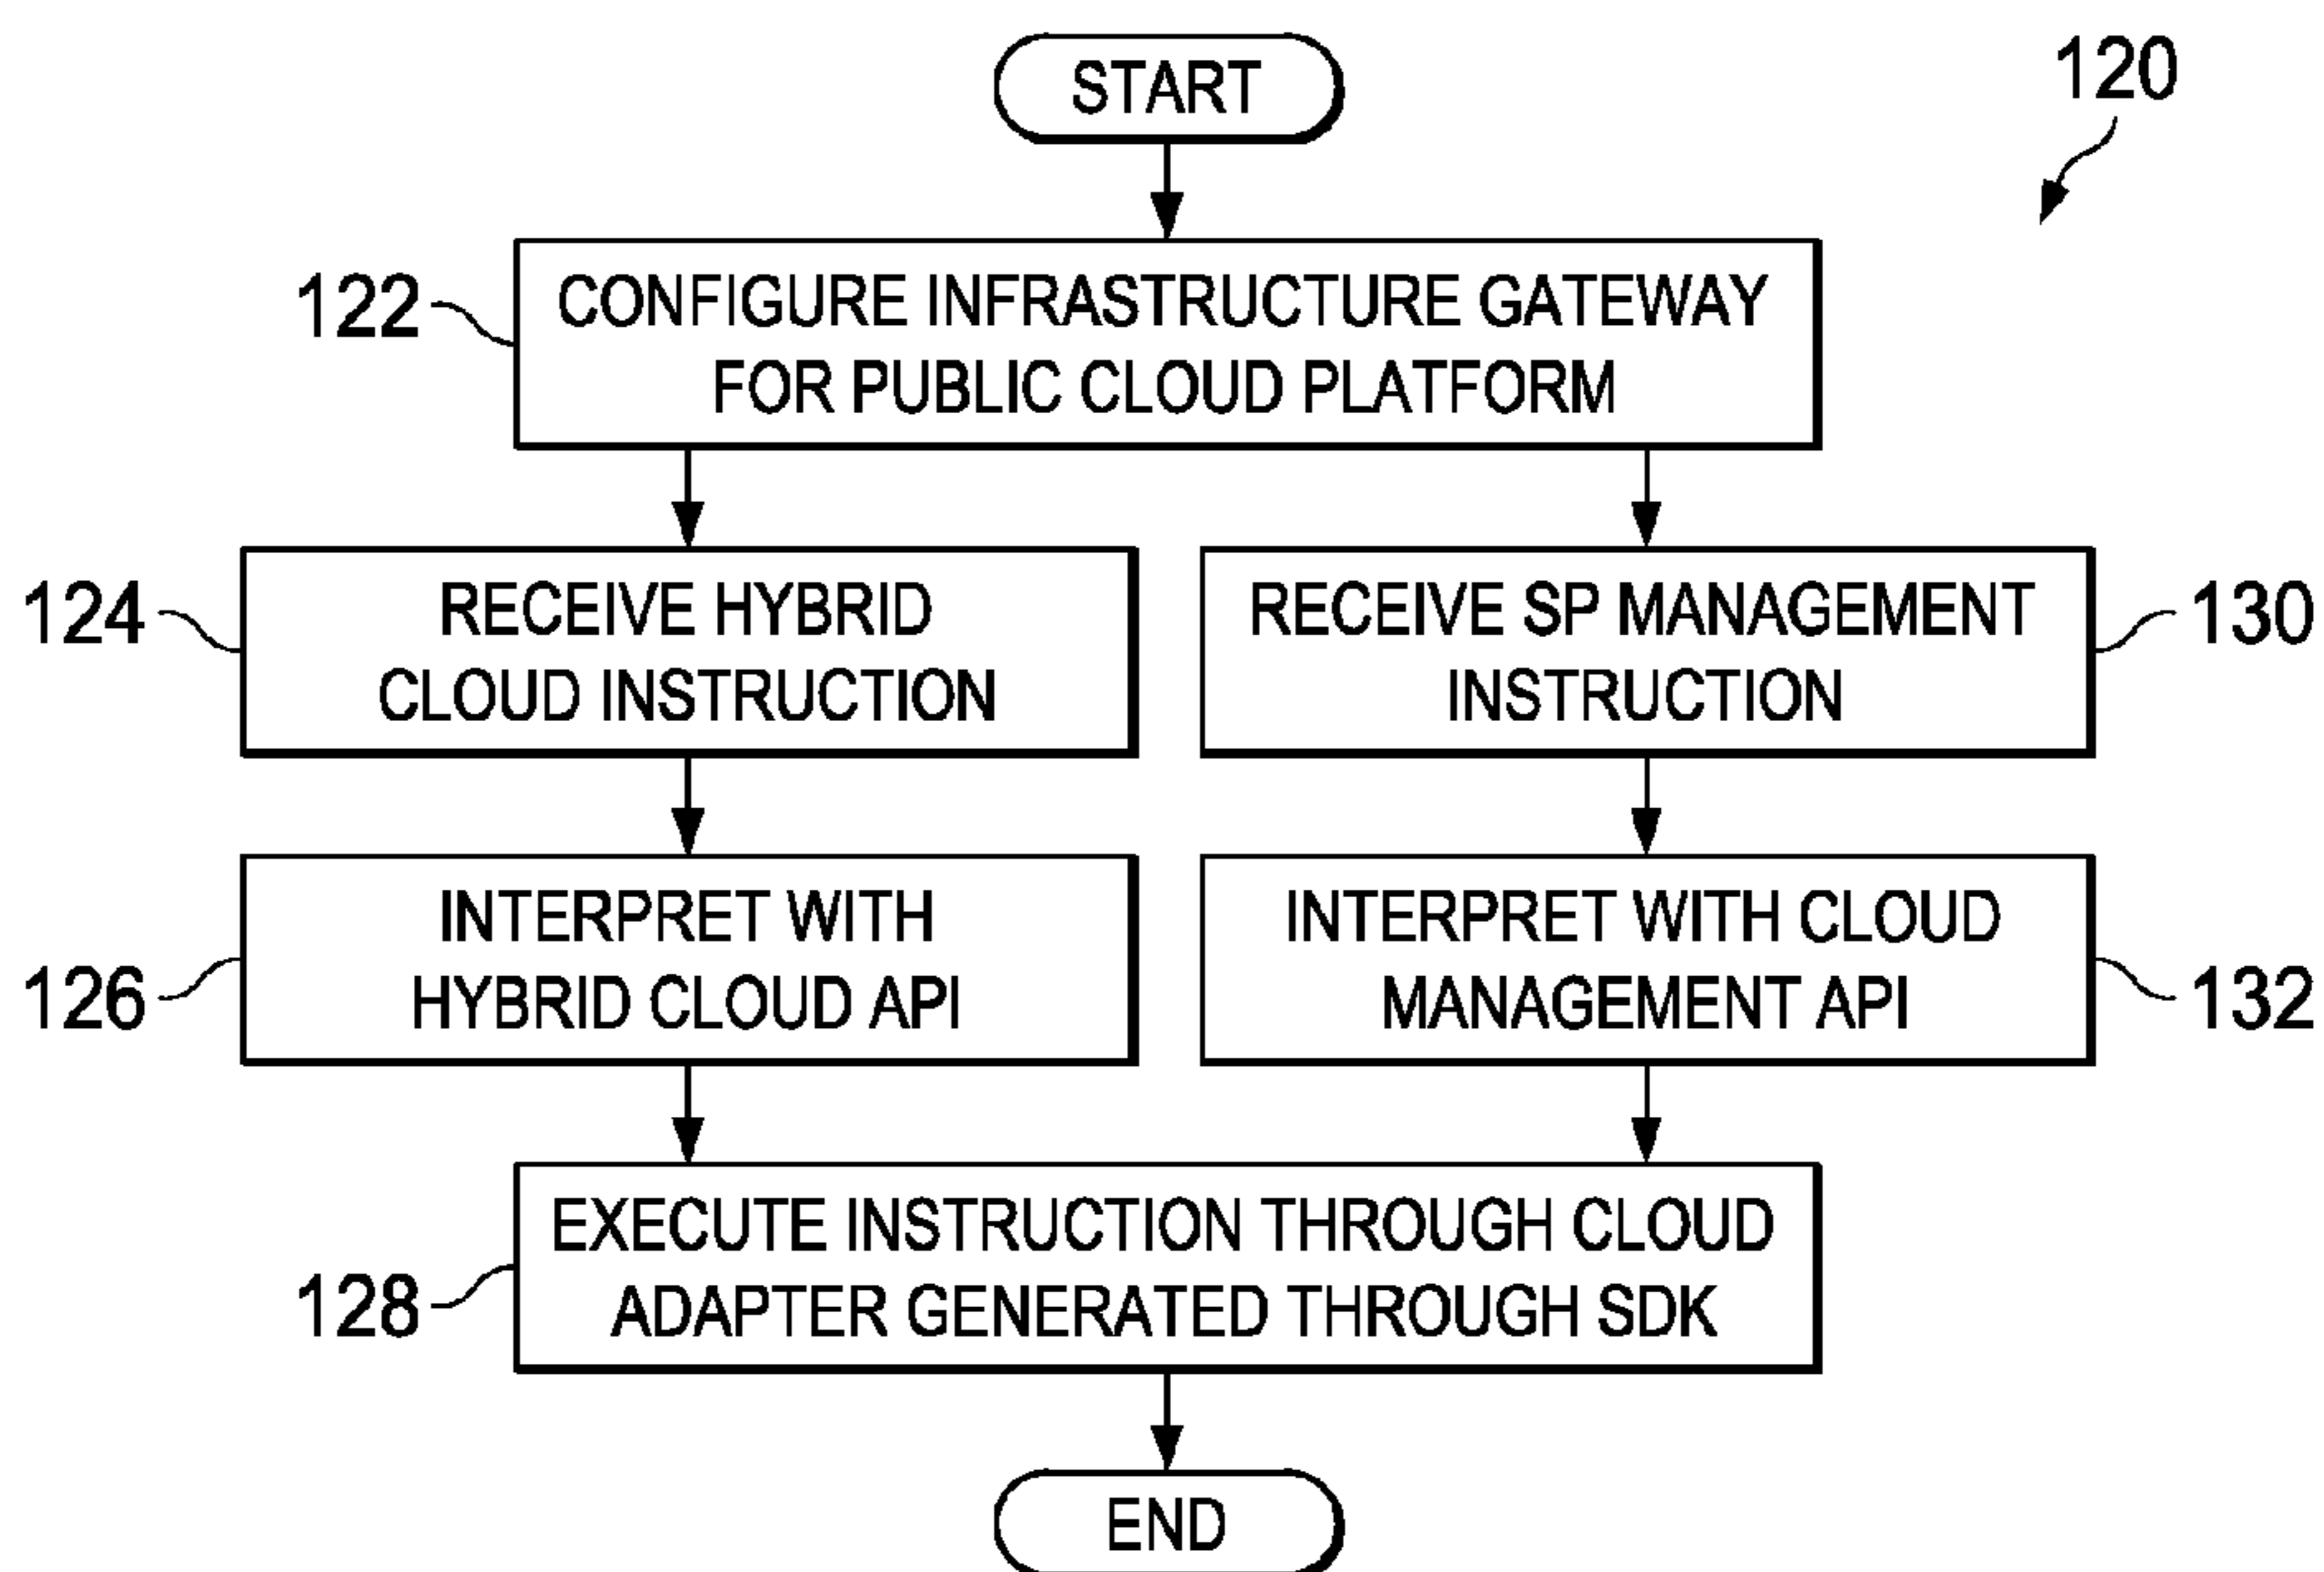 START
120
122
CONFIGURE INFRASTRUCTURE GATEWAY
FOR PUBLIC CLOUD PLATFORM
124
RECEIVE HYBRID
CLOUD INSTRUCTION
RECEIVE SP MANAGEMENT
INSTRUCTION
130
126
INTERPRET WITH
HYBRID CLOUD API
INTERPRET WITH CLOUD
MANAGEMENT API
132
128
EXECUTE INSTRUCTION THROUGH CLOUD
ADAPTER GENERATED THROUGH SDK
END